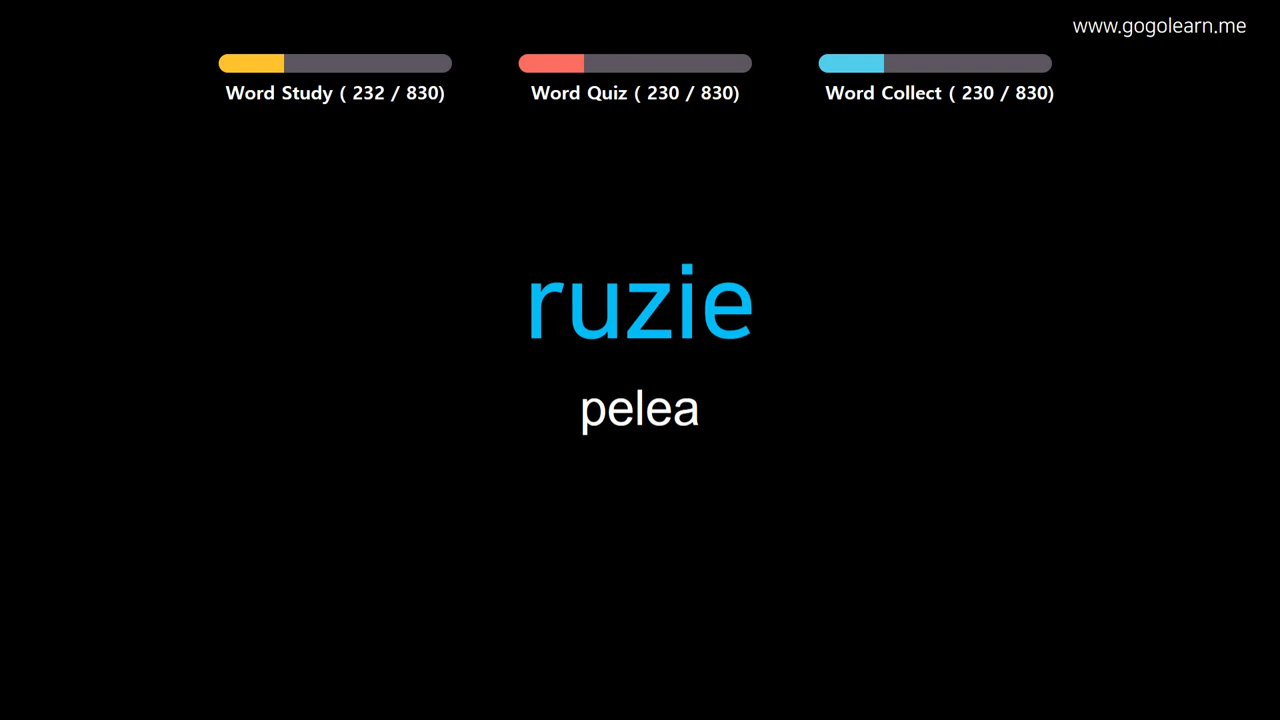 www.gogolearn.me
Word Study ( 232 / 830)
Word Quiz ( 230 / 830)
Word Collect ( 230 / 830)
ruzie
pelea